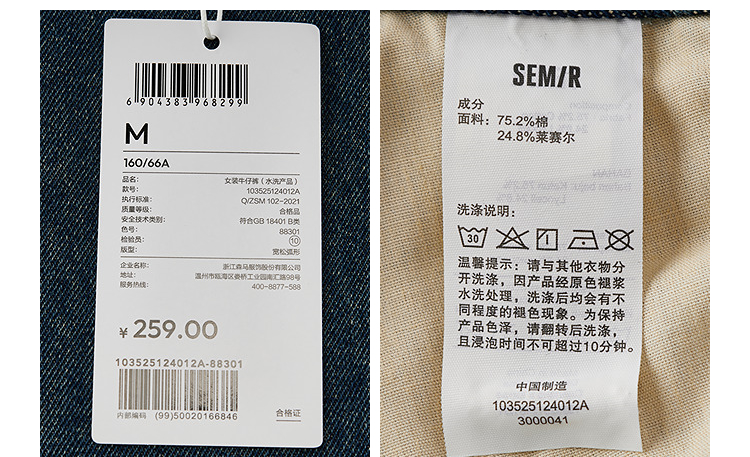 6 904383 968299
M
160/66A
品名: 女装牛仔裤（水洗产品）
款号: 103525124012A
执行标准: Q/ZSM 102-2021
质量等级: 合格品
安全技术类别: 符合GB 18401 B类
色号: 88301
检验员: 10
版型: 宽松弧形
企业名称: 浙江森马服饰股份有限公司
地址: 温州市瓯海区娄桥工业园南汇路98号
服务热线: 400-8877-588
¥ 259.00
103525124012A-88301
内部编码 (99)50020166846
合格证
SEM/R
成分
面料: 75.2%棉
24.8%莱赛尔
洗涤说明:
30
温馨提示: 请与其他衣物分
开洗涤, 因产品经原色褪浆
水洗处理, 洗涤后均会有不
同程度的褪色现象。为保持
产品色泽, 请翻转后洗涤,
且浸泡时间不可超过10分钟。
中国制造
103525124012A
3000041